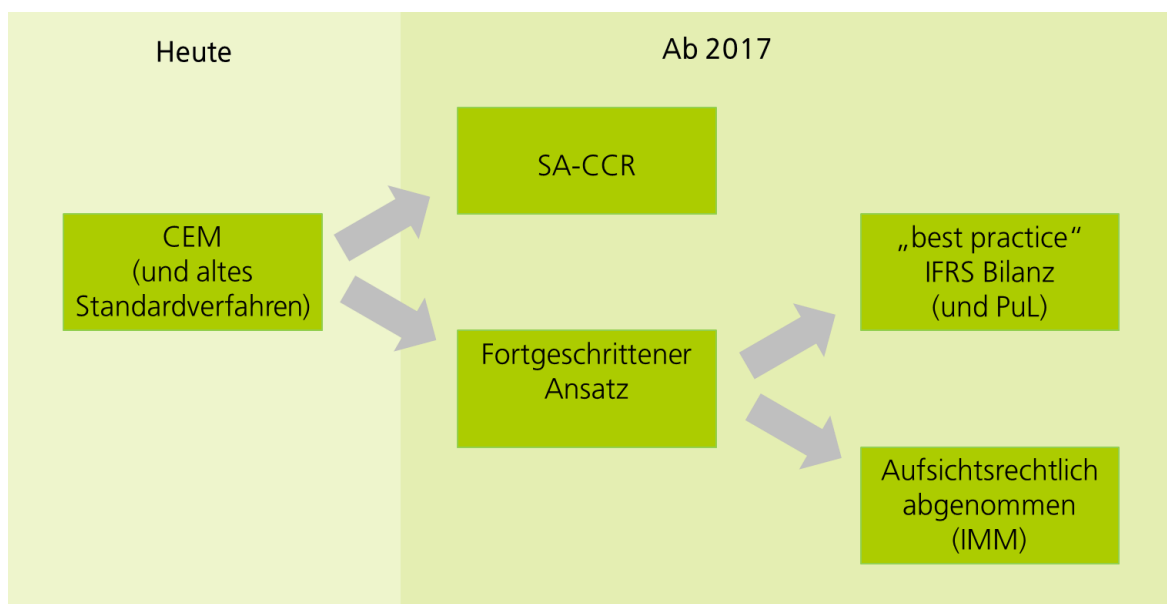 Heute
Ab 2017
SA-CCR
CEM
(und altes
Standardverfahren)
„best practice“
IFRS Bilanz
(und PuL)
Fortgeschrittener
Ansatz
Aufsichtsrechtlich
abgenommen
(IMM)